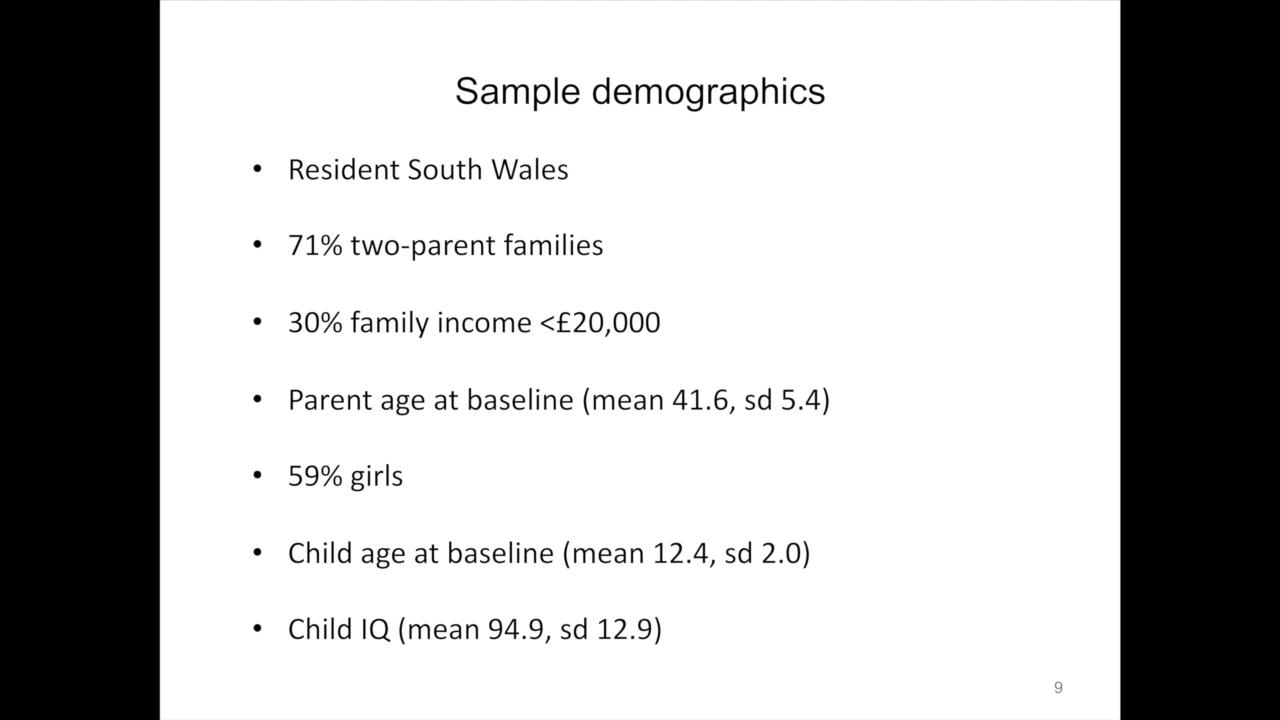 Sample demographics
• Resident South Wales
• 71% two-parent families
• 30% family income <£20,000
• Parent age at baseline (mean 41.6, sd 5.4)
• 59% girls
• Child age at baseline (mean 12.4, sd 2.0)
• Child IQ (mean 94.9, sd 12.9)
9